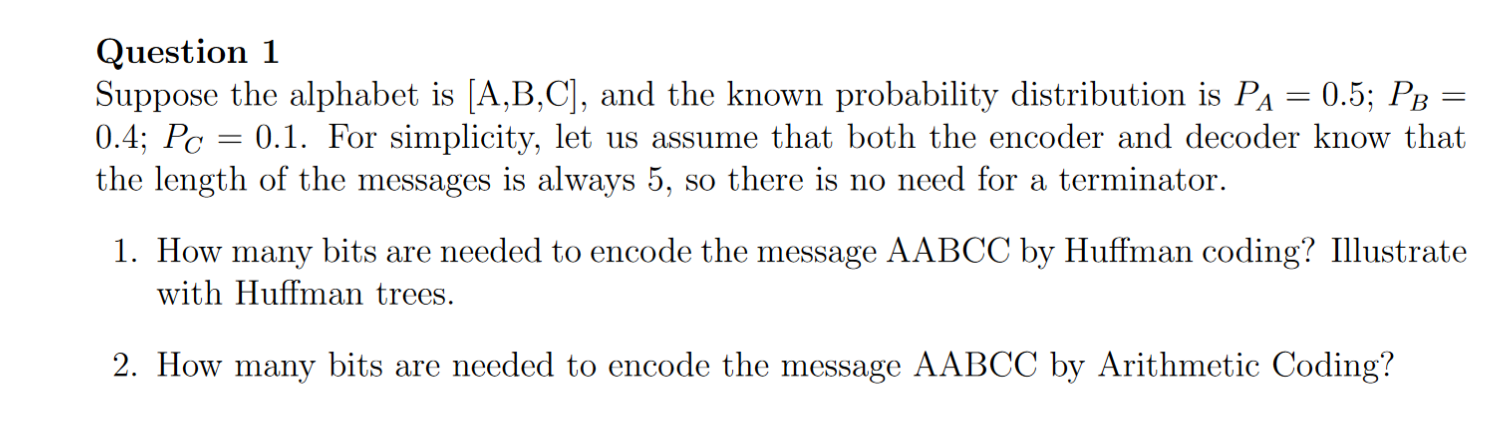 Question 1
Suppose the alphabet is [A,B,C], and the known probability distribution is P_A = 0.5; P_B =
0.4; P_C = 0.1. For simplicity, let us assume that both the encoder and decoder know that
the length of the messages is always 5, so there is no need for a terminator.
1. How many bits are needed to encode the message AABCC by Huffman coding? Illustrate
with Huffman trees.
2. How many bits are needed to encode the message AABCC by Arithmetic Coding?